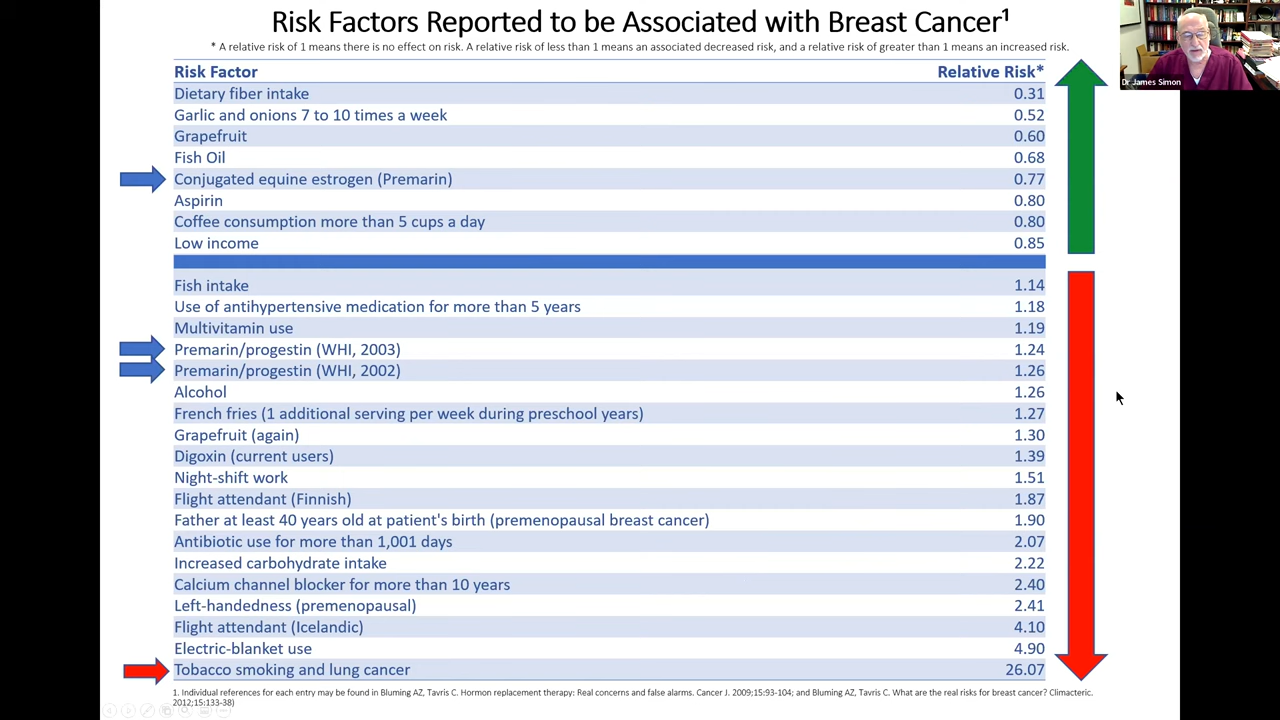 Risk Factors Reported to be Associated with Breast Cancer¹
* A relative risk of 1 means there is no effect on risk. A relative risk of less than 1 means an associated decreased risk, and a relative risk of greater than 1 means an increased risk.
Dr James Simon
Risk Factor Relative Risk*
Dietary fiber intake 0.31
Garlic and onions 7 to 10 times a week 0.52
Grapefruit 0.60
Fish Oil 0.68
Conjugated equine estrogen (Premarin) 0.77
Aspirin 0.80
Coffee consumption more than 5 cups a day 0.80
Low income 0.85
Fish intake 1.14
Use of antihypertensive medication for more than 5 years 1.18
Multivitamin use 1.19
Premarin/progestin (WHI, 2003) 1.24
Premarin/progestin (WHI, 2002) 1.26
Alcohol 1.26
French fries (1 additional serving per week during preschool years) 1.27
Grapefruit (again) 1.30
Digoxin (current users) 1.39
Night-shift work 1.51
Flight attendant (Finnish) 1.87
Father at least 40 years old at patient's birth (premenopausal breast cancer) 1.90
Antibiotic use for more than 1,001 days 2.07
Increased carbohydrate intake 2.22
Calcium channel blocker for more than 10 years 2.40
Left-handedness (premenopausal) 2.41
Flight attendant (Icelandic) 4.10
Electric-blanket use 4.90
Tobacco smoking and lung cancer 26.07
1. Individual references for each entry may be found in Bluming AZ, Tavris C. Hormon replacement therapy: Real concerns and false alarms. Cancer J. 2009;15:93-104; and Bluming AZ, Tavris C. What are the real risks for breast cancer? Climacteric.
2012;15:133-38)